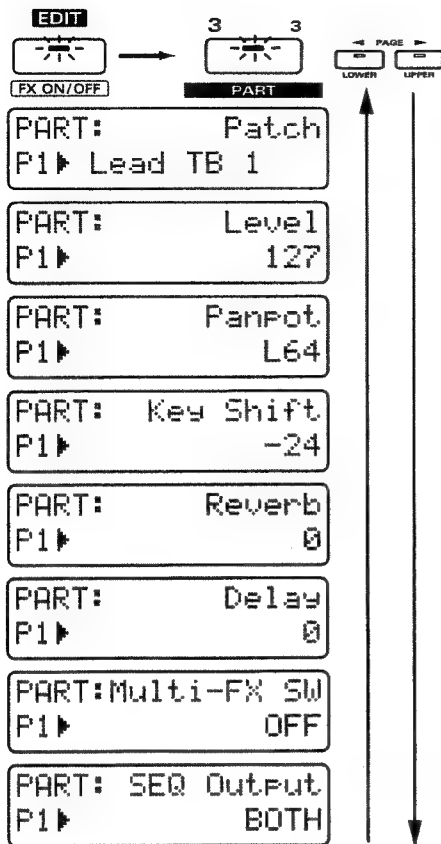 EDIT
3 3
◄ PAGE ►
LOWER UPPER
FX ON/OFF PART
PART: Patch
P1▶ Lead TB 1
PART: Level
P1▶ 127
PART: Panpot
P1▶ L64
PART: Key Shift
P1▶ -24
PART: Reverb
P1▶ 0
PART: Delay
P1▶ 0
PART:Multi-FX SW
P1▶ OFF
PART: SEQ Output
P1▶ BOTH